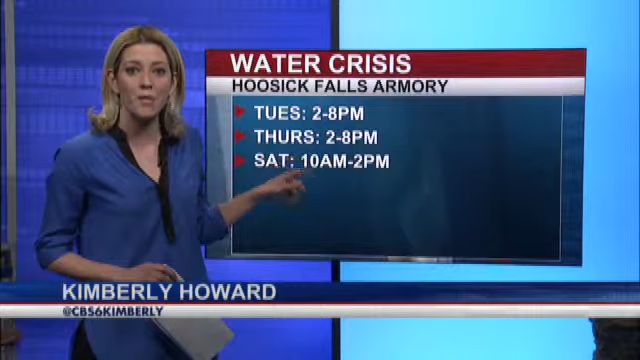 WATER CRISIS
HOOSICK FALLS ARMORY
TUES: 2-8PM
THURS: 2-8PM
SAT: 10AM-2PM
KIMBERLY HOWARD
@CBS6KIMBERLY